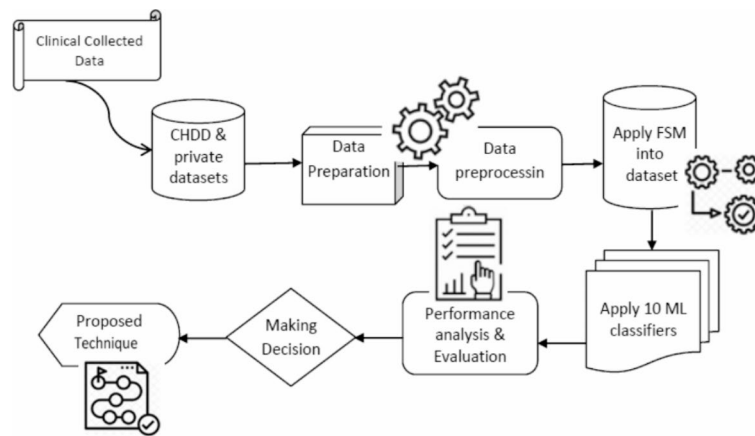 Clinical Collected
Data
CHDD &
private
datasets
Data
Preparation
Data
preprocessin
Apply FSM
into
dataset
Apply 10 ML
classifiers
Performance
analysis &
Evaluation
Making
Decision
Proposed
Technique